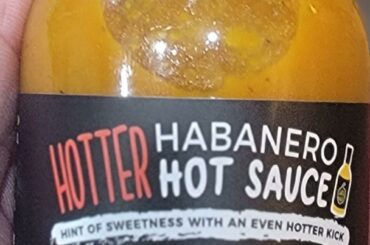 HOTTER HABANERO
HOT SAUCE
HINT OF SWEETNESS WITH AN EVEN HOTTER KICK